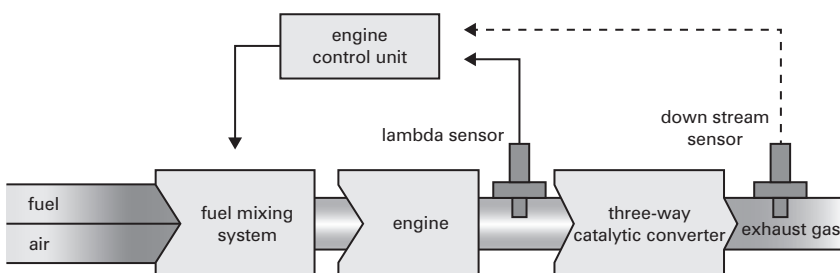 engine
control unit
lambda sensor
down stream
sensor
fuel
air
fuel mixing
system
engine
three-way
catalytic converter
exhaust gas